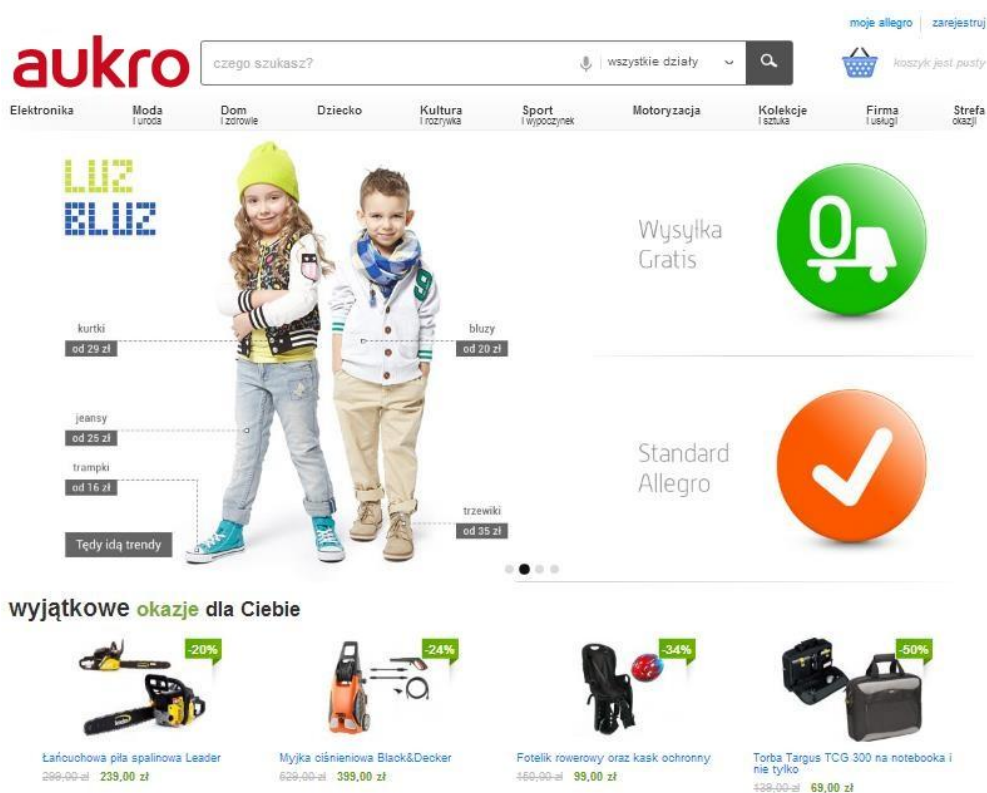 moje allegro
zarejestruj
aukro
czego szukasz?
wszystkie działy
koszyk jest pusty
Elektronika
Moda
i uroda
Dom
i zdrowie
Dziecko
Kultura
i rozrywka
Sport
i wypoczynek
Motoryzacja
Kolekcje
i sztuka
Firma
i usługi
Strefa
okazji
LUZ
BLUZ
kurtki
od 29 zł
bluzy
od 20 zł
jeansy
od 25 zł
trampki
od 16 zł
trzewiki
od 35 zł
Tędy idą trendy
9
Wysyłka
Gratis
0
Standard
Allegro
wyjątkowe okazje dla Ciebie
-20%
Łańcuchowa piła spalinowa Leader
299,00 zł 239,00 zł
-24%
Myjka ciśnieniowa Black&Decker
529,00 zł 399,00 zł
-34%
Fotelik rowerowy oraz kask ochronny
150,00 zł 99,00 zł
-50%
Torba Targus TCG 300 na notebooka i
nie tylko
139,00 zł 69,00 zł